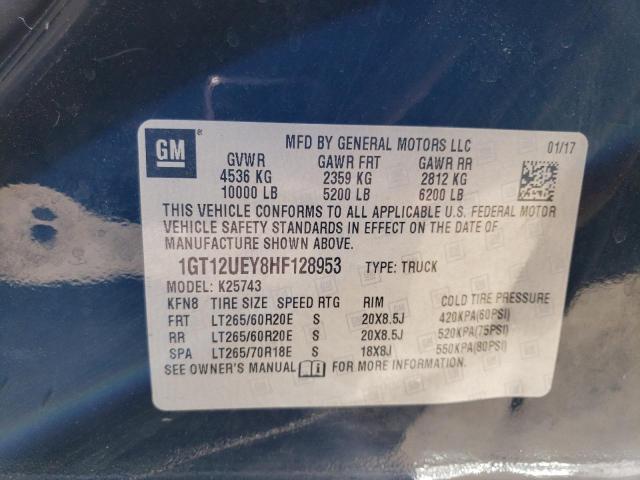 GM ®
MFD BY GENERAL MOTORS LLC 01/17
GVWR GAWR FRT GAWR RR
4536 KG 2359 KG 2812 KG
10000 LB 5200 LB 6200 LB
THIS VEHICLE CONFORMS TO ALL APPLICABLE U.S. FEDERAL MOTOR
VEHICLE SAFETY STANDARDS IN EFFECT ON THE DATE OF
MANUFACTURE SHOWN ABOVE.
1GT12UEY8HF128953 TYPE: TRUCK
MODEL: K25743
KFN8 TIRE SIZE SPEED RTG RIM COLD TIRE PRESSURE
FRT LT265/60R20E S 20X8.5J 420KPA(60PSI)
RR LT265/60R20E S 20X8.5J 520KPA(75PSI)
SPA LT265/70R18E S 18X8J 550KPA(80PSI)
SEE OWNER'S MANUAL FOR MORE INFORMATION.